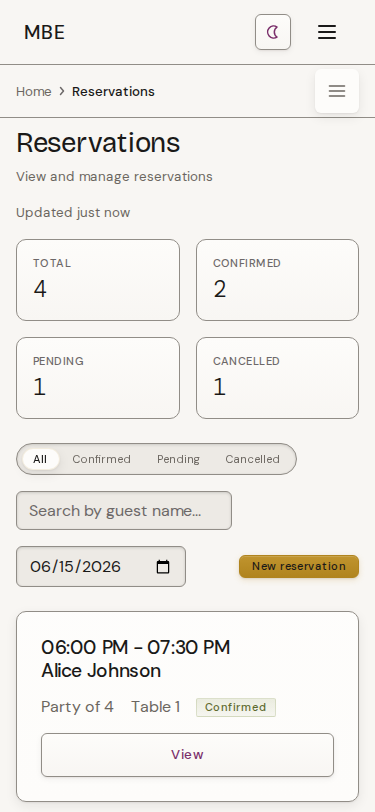 MBE
Home > Reservations
Reservations
View and manage reservations
Updated just now
TOTAL
4
CONFIRMED
2
PENDING
1
CANCELLED
1
All Confirmed Pending Cancelled
Search by guest name...
06/15/2026
New reservation
06:00 PM – 07:30 PM
Alice Johnson
Party of 4 Table 1 Confirmed
View